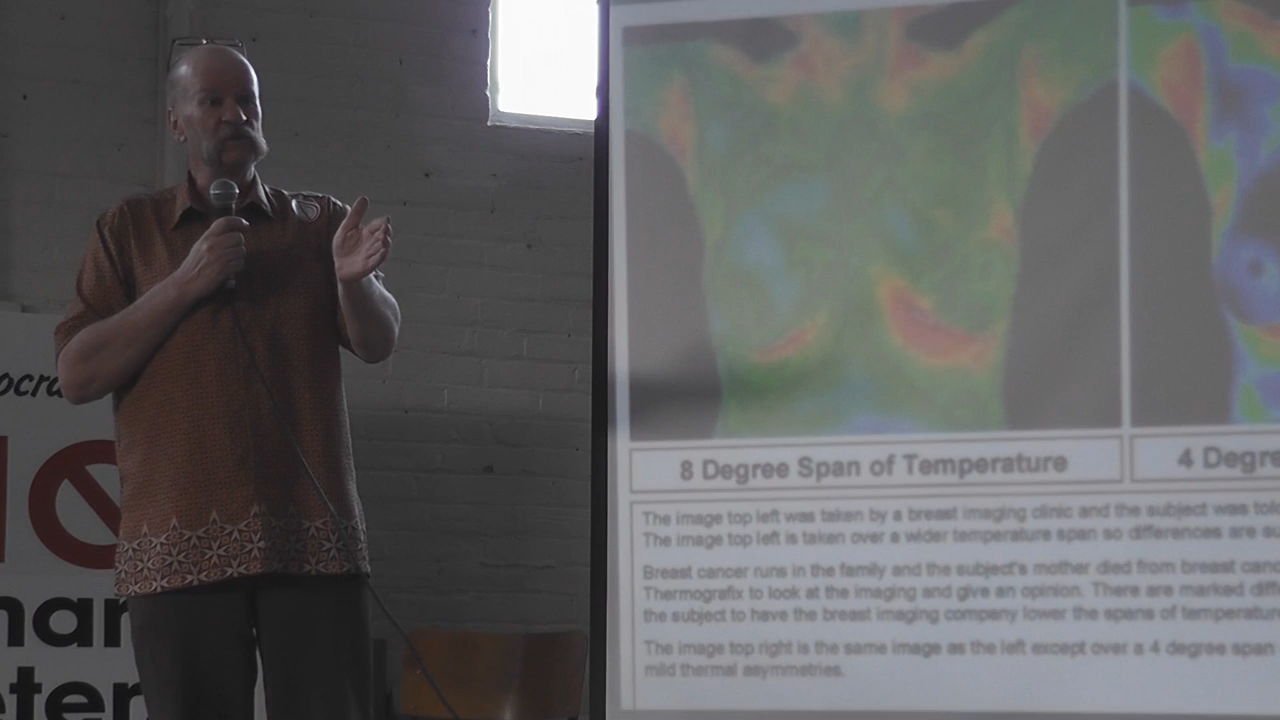 ocra
8 Degree Span of Temperature
4 Degre
The image top left was taken by a breast imaging clinic and the subject was tol
The image top left is taken over a wider temperature span so differences are su
Breast cancer runs in the family and the subject's mother died from breast canc
Thermografix to look at the imaging and give an opinion. There are marked diff
the subject to have the breast imaging company lower the spans of temperatur
The image top right is the same image as the left except over a 4 degree span
mild thermal asymmetries.
mar
eter